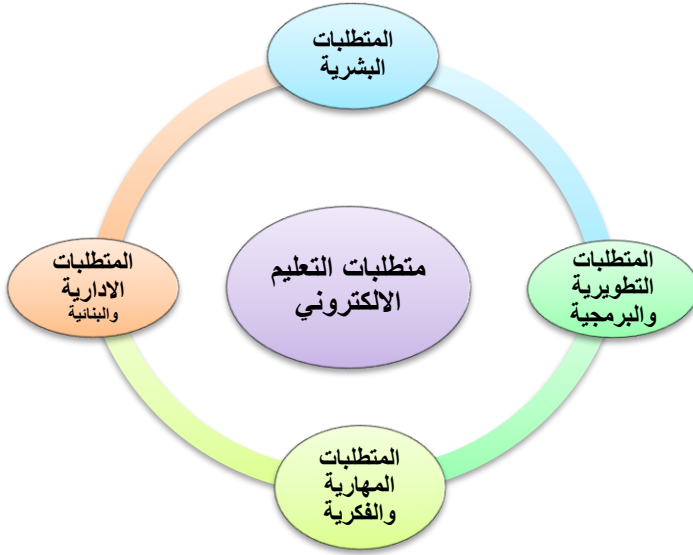 المتطلبات
البشرية
المتطلبات
التطويرية
والبرمجية
متطلبات التعليم
الالكتروني
المتطلبات
الادارية
والبنائية
المتطلبات
المهارية
والفكرية